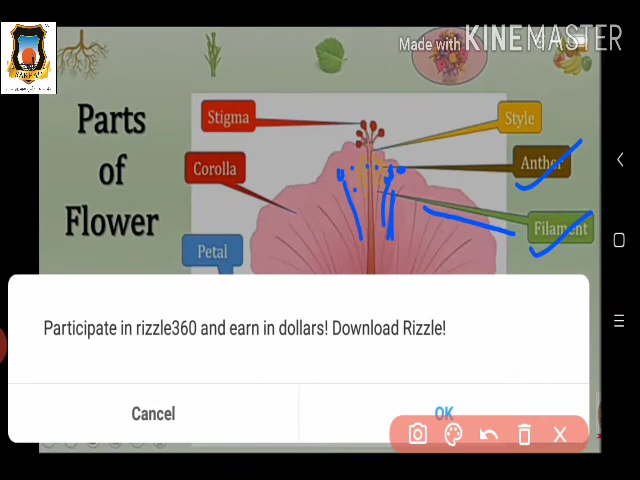 Made with KINEMASTER
Parts
of
Flower
Stigma
Style
Corolla
Anther
Petal
Filament
Participate in rizzle360 and earn in dollars! Download Rizzle!
Cancel
OK